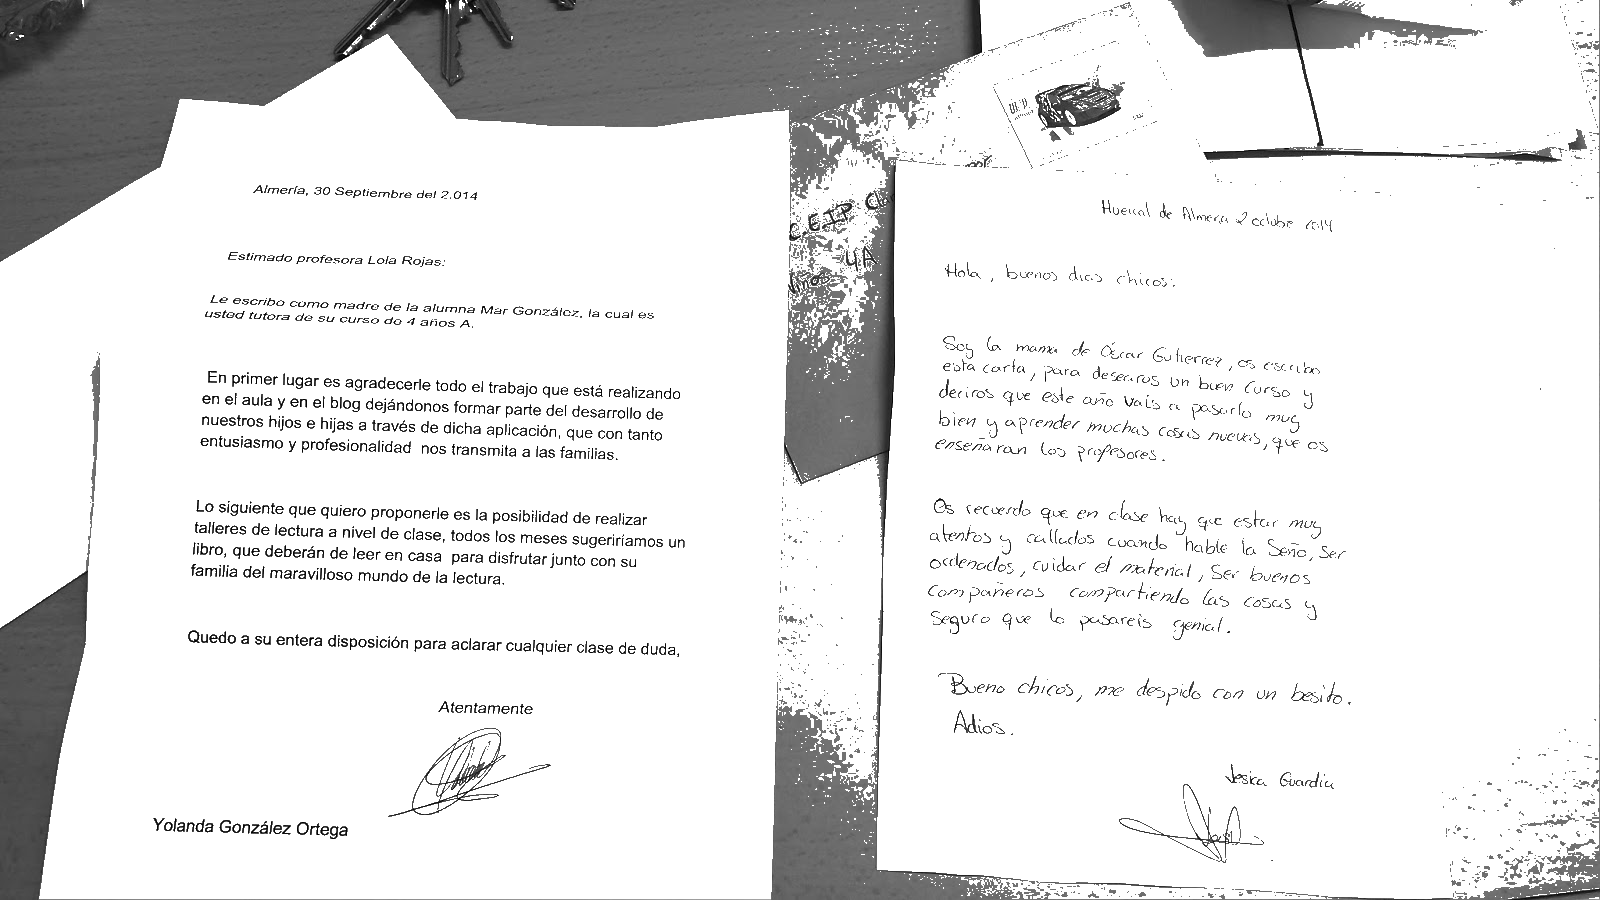 Almería, 30 Septiembre del 2.014
Estimado profesora Lola Rojas:
Le escribo como madre de la alumna Mar González, la cual es
usted tutora de su curso de 4 años A.
En primer lugar es agradecerle todo el trabajo que está realizando
en el aula y en el blog dejándonos formar parte del desarrollo de
nuestros hijos e hijas a través de dicha aplicación, que con tanto
entusiasmo y profesionalidad nos transmita a las familias.
Lo siguiente que quiero proponerle es la posibilidad de realizar
talleres de lectura a nivel de clase, todos los meses sugeriríamos un
libro, que deberán de leer en casa para disfrutar junto con su
familia del maravilloso mundo de la lectura.
Quedo a su entera disposición para aclarar cualquier clase de duda,
Atentamente
Yolanda González Ortega
C.E.I.P
4A
Niños
Huercal de Almeria 2 octubre 2014
Hola, buenos dias chicos:
Soy la mama de Óscar Gutierrez, os escribo
esta carta, para desearos un buen curso y
deciros que este año vais a pasarlo muy
bien y aprender muchas cosas nuevas, que os
enseñaran los profesores.
Os recuerdo que en clase hay que estar muy
atentos y callados cuando hable la Seño, Ser
ordenados, cuidar el material, Ser buenos
compañeros compartiendo las cosas y
Seguro que lo pasareis genial.
Bueno chicos, me despido con un besito.
Adios.
Jesica Guardia